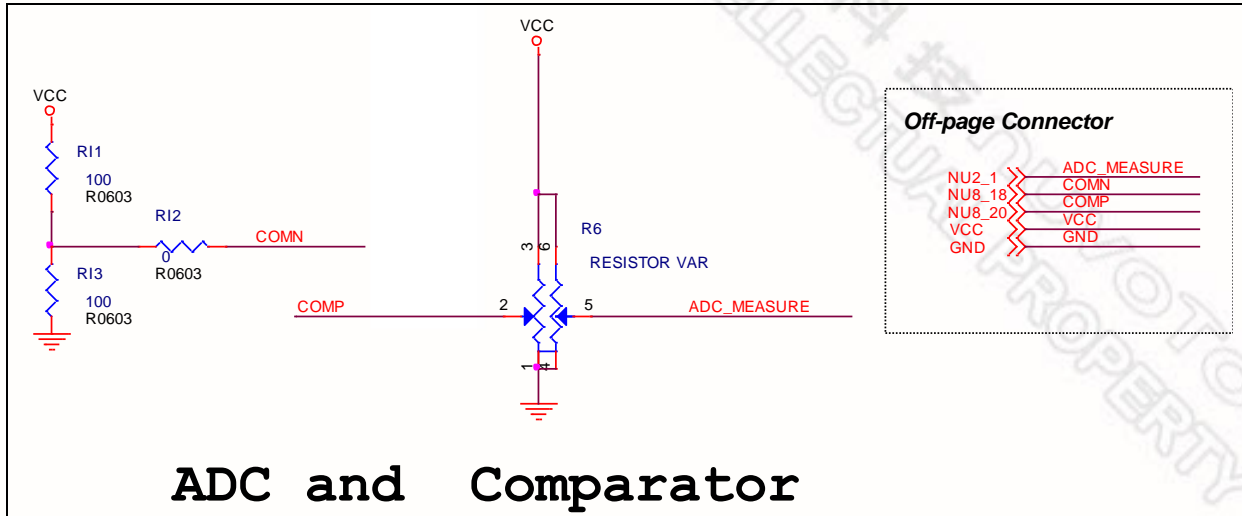 VCC
RI1
100
R0603
RI2
0
R0603
COMN
RI3
100
R0603
VCC
3 6
R6
RESISTOR VAR
COMP
2
5
ADC_MEASURE
1 4
Off-page Connector
NU2_1 ADC_MEASURE
NU8_18 COMN
NU8_20 COMP
VCC VCC
GND GND
ADC and Comparator
PROPERTY